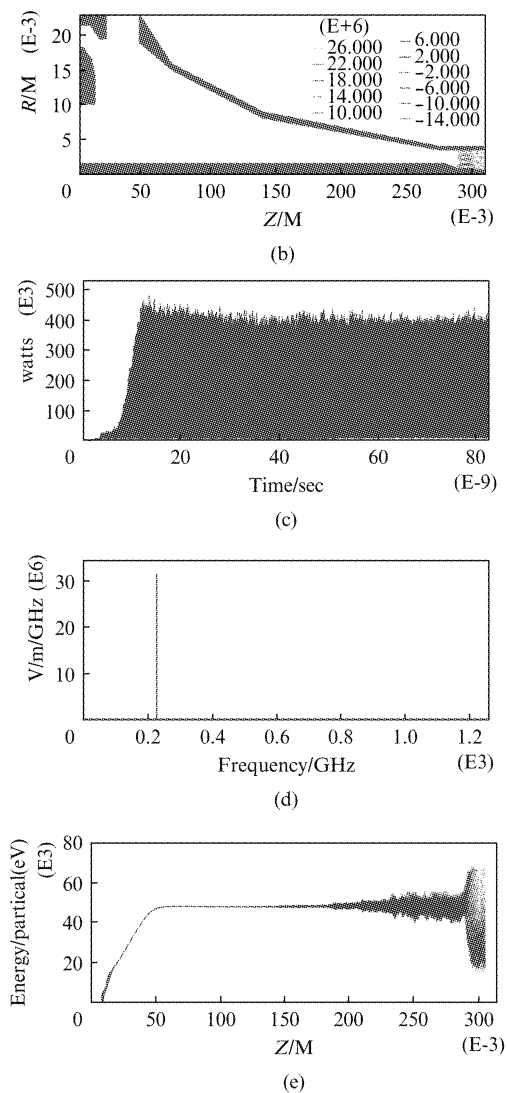 R/M (E-3)
20
15
10
5
0
50
100
150
200
250
300
Z/M
(E-3)
(E+6)
26.000
22.000
18.000
14.000
10.000
6.000
2.000
-2.000
-6.000
-10.000
-14.000
(b)
watts (E3)
500
400
300
200
100
0
20
40
60
80
Time/sec
(E-9)
(c)
V/m/GHz (E6)
30
20
10
0
0.2
0.4
0.6
0.8
1.0
1.2
Frequency/GHz
(E3)
(d)
Energy/partical(eV)
(E3)
80
60
40
20
0
50
100
150
200
250
300
Z/M
(E-3)
(e)